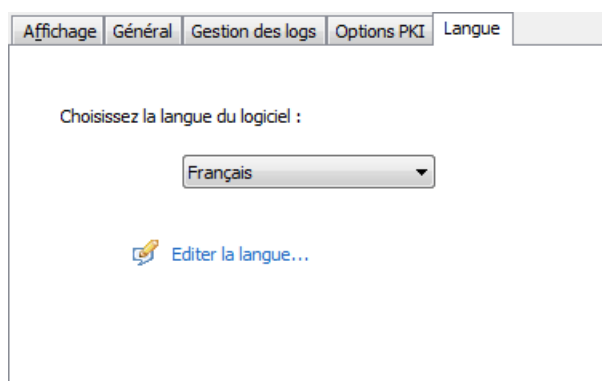 Affichage Général Gestion des logs Options PKI Langue
Choisissez la langue du logiciel :
Français
Editer la langue...